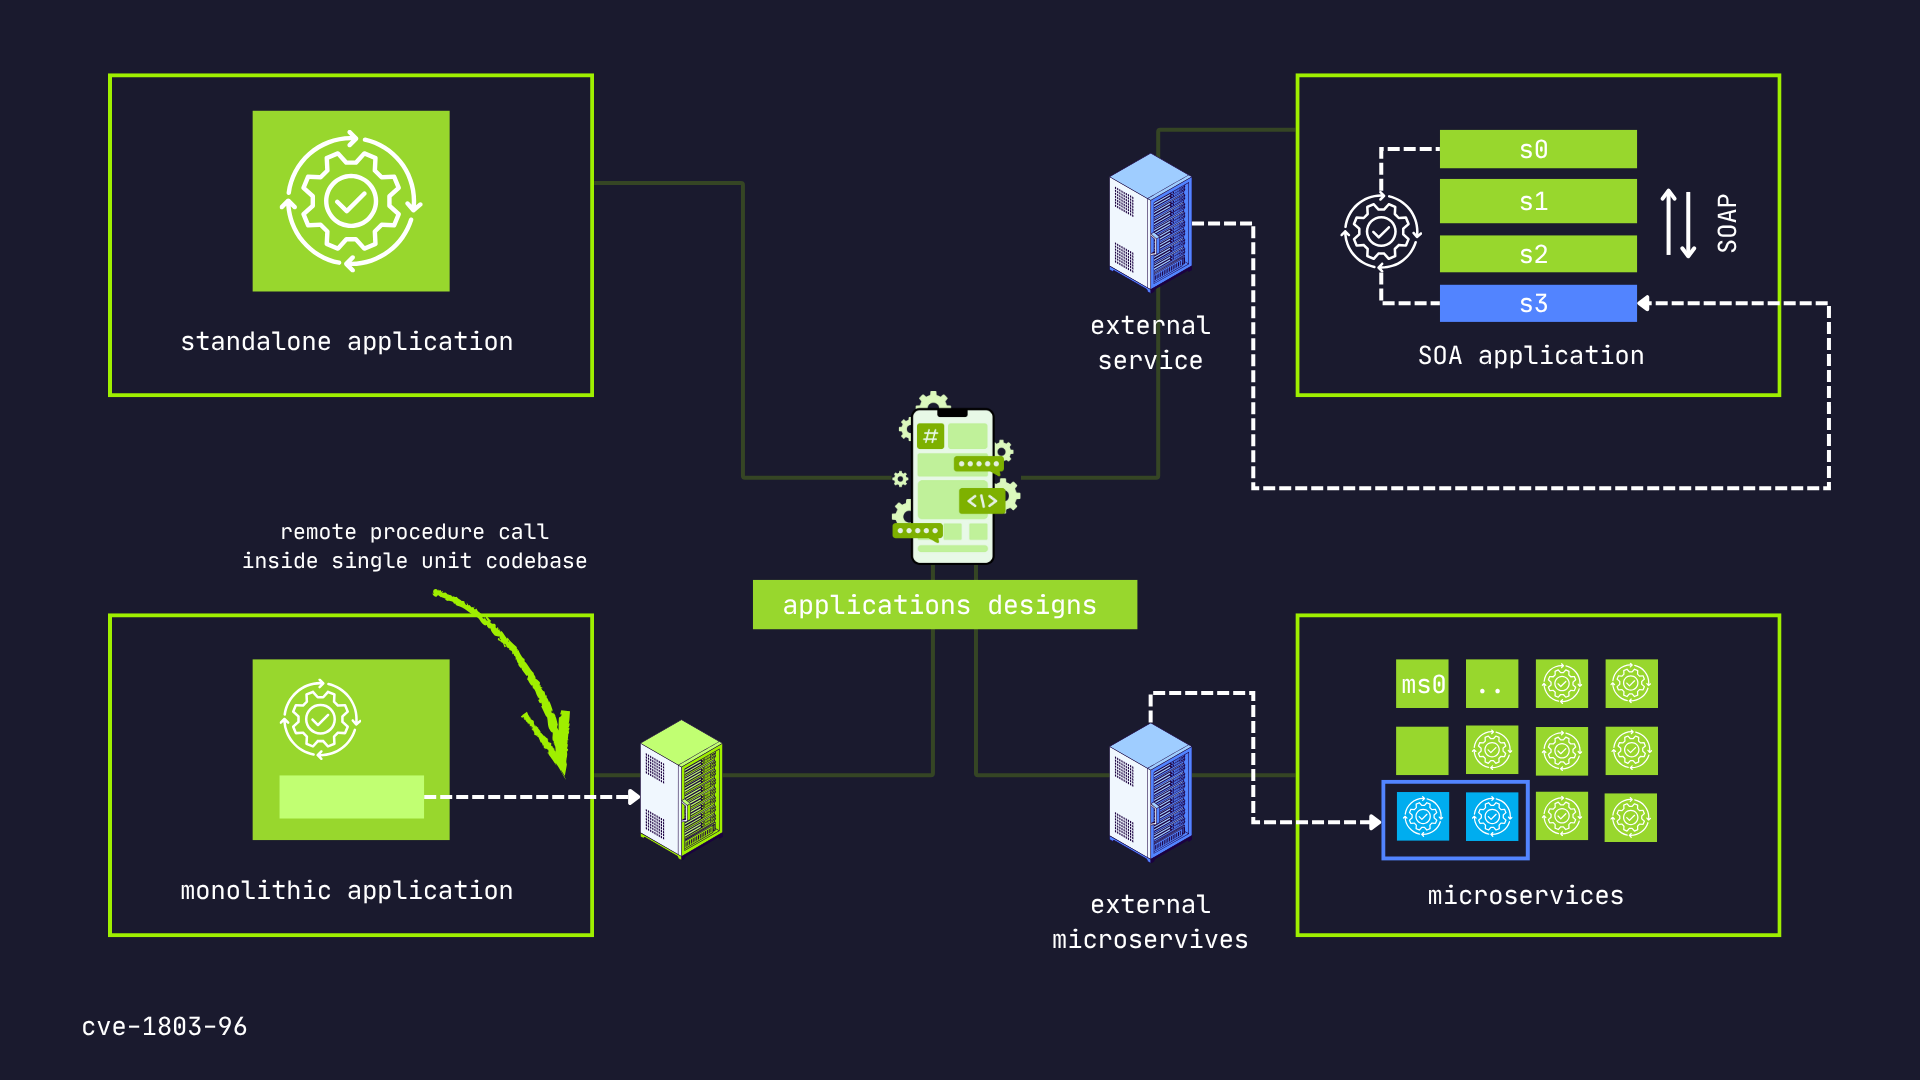 standalone application
external
service
s0
s1
s2
s3
SOAP
SOA application
#
</>
applications designs
remote procedure call
inside single unit codebase
monolithic application
external
microservives
ms0
..
microservices
cve-1803-96